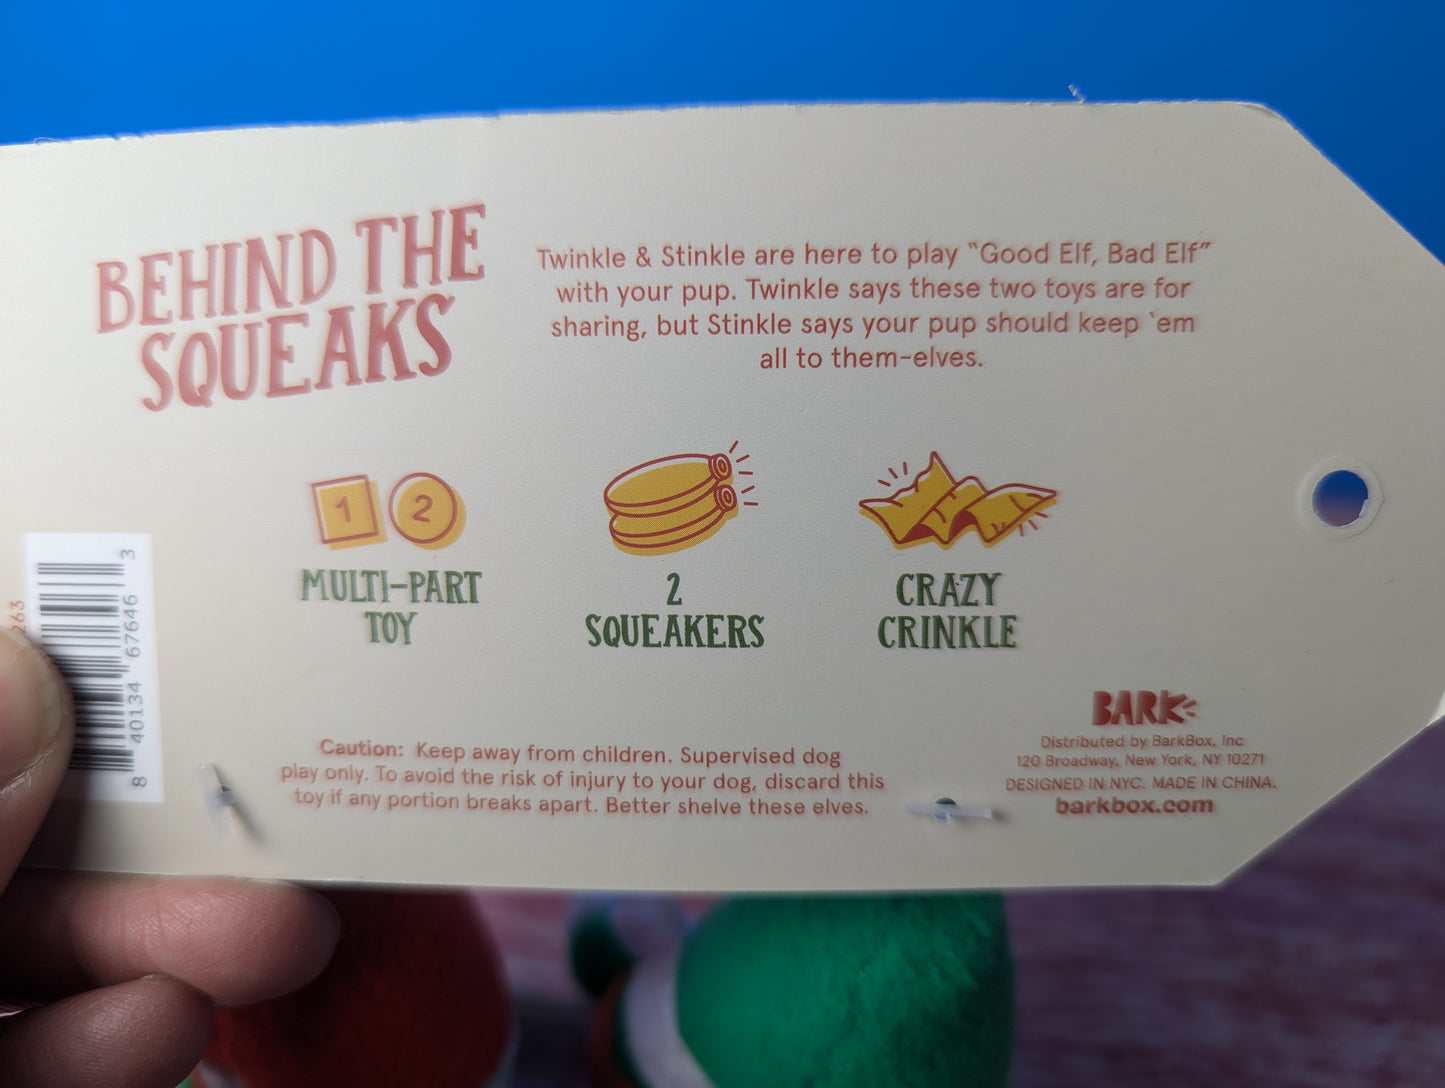 BEHIND THE
SQUEAKS
Twinkle & Stinkle are here to play “Good Elf, Bad Elf”
with your pup. Twinkle says these two toys are for
sharing, but Stinkle says your pup should keep ‘em
all to them-elves.
1 2
MULTI-PART
TOY
2
SQUEAKERS
CRAZY
CRINKLE
263
8 40134 67646 3
Caution: Keep away from children. Supervised dog
play only. To avoid the risk of injury to your dog, discard this
toy if any portion breaks apart. Better shelve these elves.
BARK
Distributed by BarkBox, Inc
120 Broadway, New York, NY 10271
DESIGNED IN NYC. MADE IN CHINA.
barkbox.com